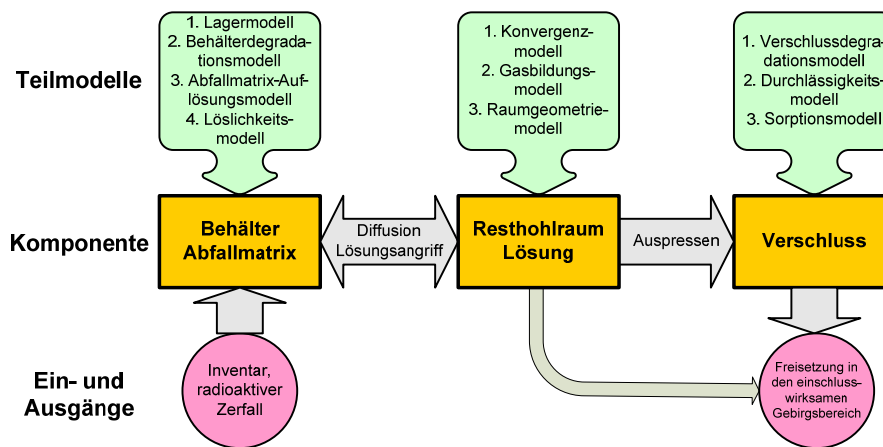 Teilmodelle
1. Lagermodell
2. Behälterdegrada-
tionsmodell
3. Abfallmatrix-Auf-
lösungsmodell
4. Löslichkeits-
modell
1. Konvergenz-
modell
2. Gasbildungs-
modell
3. Raumgeometrie-
modell
1. Verschlussdegra-
dationsmodell
2. Durchlässigkeits-
modell
3. Sorptionsmodell
Komponente
Behälter
Abfallmatrix
Diffusion
Lösungsangriff
Resthohlraum
Lösung
Auspressen
Verschluss
Ein- und
Ausgänge
Inventar,
radioaktiver
Zerfall
Freisetzung in
den einschluss-
wirksamen
Gebirgsbereich